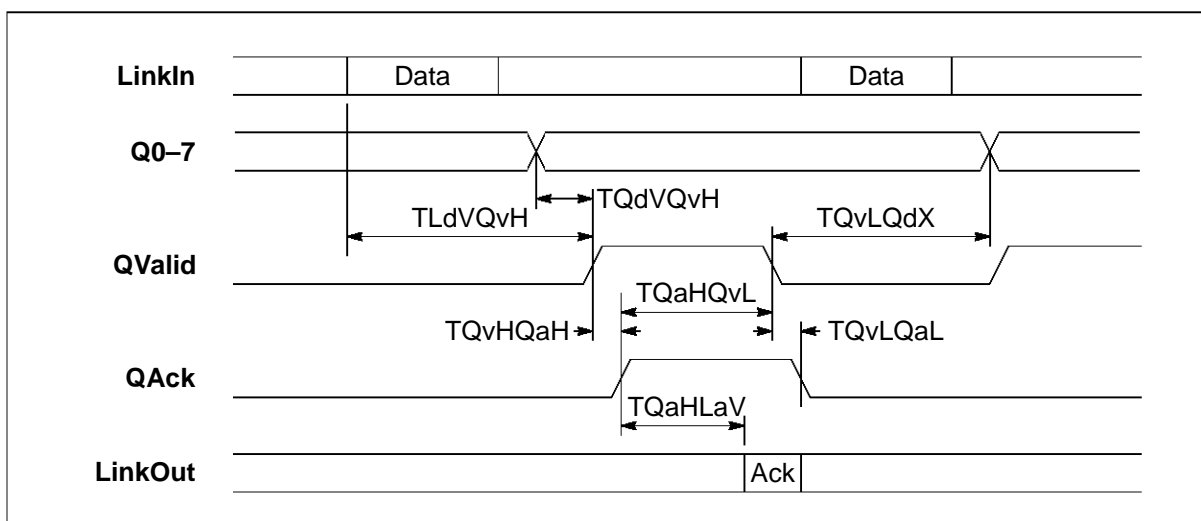 LinkIn
Data
Data
Q0–7
TQdVQvH
TLdVQvH
TQvLQdX
QValid
TQaHQvL
TQvHQaH
TQvLQaL
QAck
TQaHLaV
LinkOut
Ack